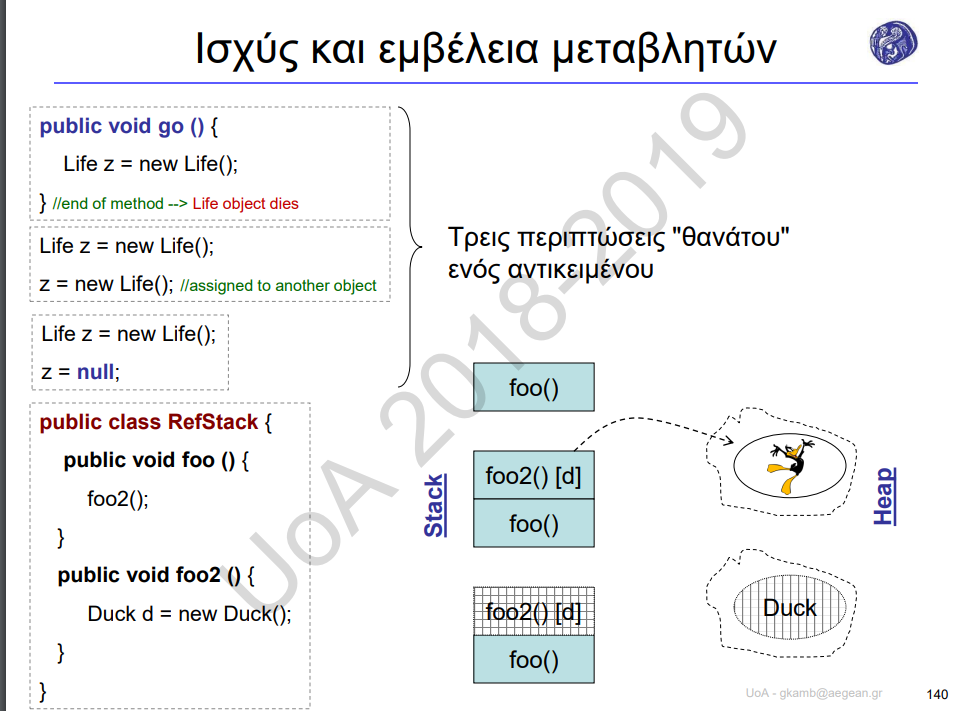 Ισχύς και εμβέλεια μεταβλητών
public void go () {
Life z = new Life();
} //end of method --> Life object dies
Life z = new Life();
z = new Life(); //assigned to another object
Life z = new Life();
z = null;
Τρεις περιπτώσεις "θανάτου"
ενός αντικειμένου
public class RefStack {
public void foo () {
foo2();
}
public void foo2 () {
Duck d = new Duck();
}
}
Stack
foo()
foo2() [d]
foo()
foo2() [d]
foo()
Heap
Duck
UoA 2018-2019
UoA - gkamb@aegean.gr
140